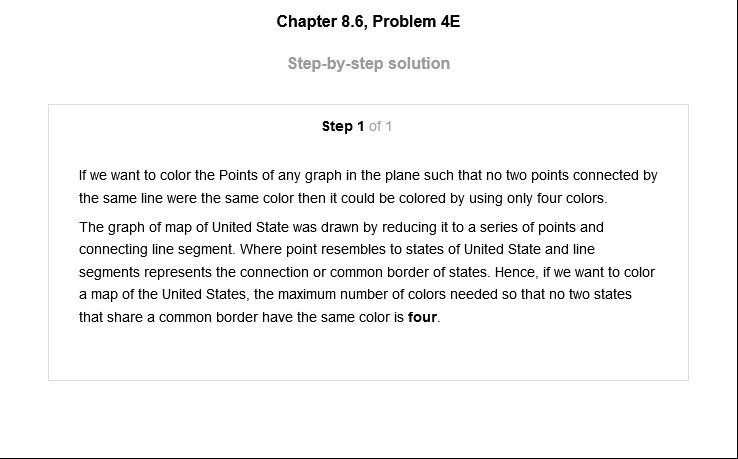 Chapter 8.6, Problem 4E
Step-by-step solution
Step 1 of 1
If we want to color the Points of any graph in the plane such that no two points connected by
the same line were the same color then it could be colored by using only four colors.
The graph of map of United State was drawn by reducing it to a series of points and
connecting line segment. Where point resembles to states of United State and line
segments represents the connection or common border of states. Hence, if we want to color
a map of the United States, the maximum number of colors needed so that no two states
that share a common border have the same color is four.